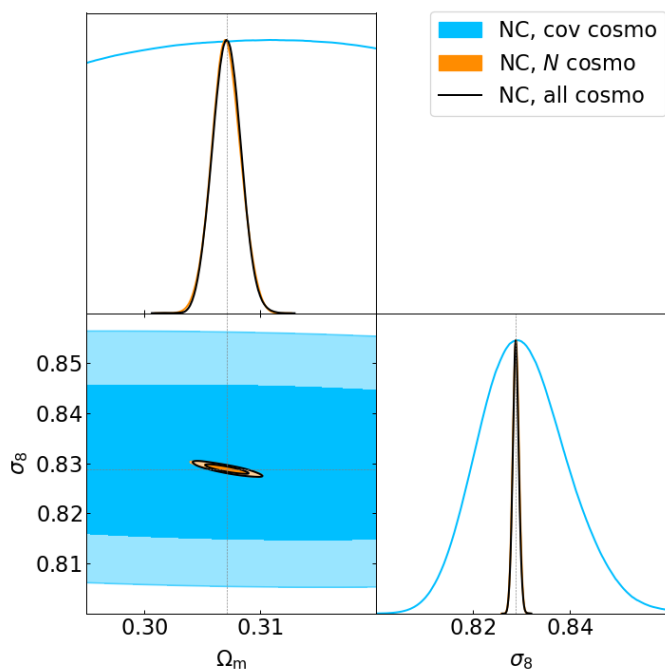 NC, cov cosmo
NC, N cosmo
NC, all cosmo
0.85
0.84
0.83
0.82
0.81
σ8
0.30 0.31
Ωm
0.82 0.84
σ8